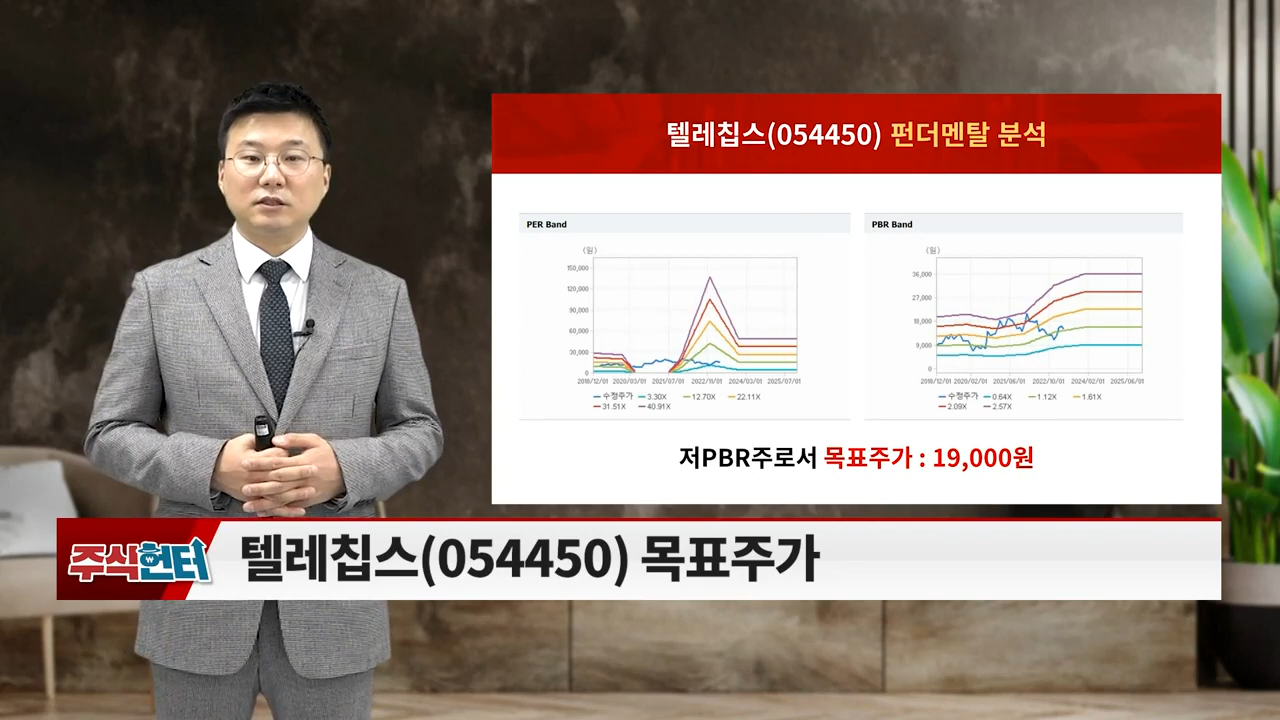 텔레칩스(054450) 펀더멘탈 분석
PER Band
(원)
150,000
120,000
90,000
60,000
30,000
0
2018/12/01 2020/03/01 2021/07/01 2022/11/01 2024/03/01 2025/07/01
수정주가 3.30X 12.70X 22.11X
31.51X 40.91X
PBR Band
(원)
36,000
27,000
18,000
9,000
0
2018/12/01 2020/02/01 2021/06/01 2022/10/01 2024/02/01 2025/06/01
수정주가 0.64X 1.12X 1.61X
2.09X 2.57X
저PBR주로서 목표주가 : 19,000원
주식헌터
텔레칩스(054450) 목표주가